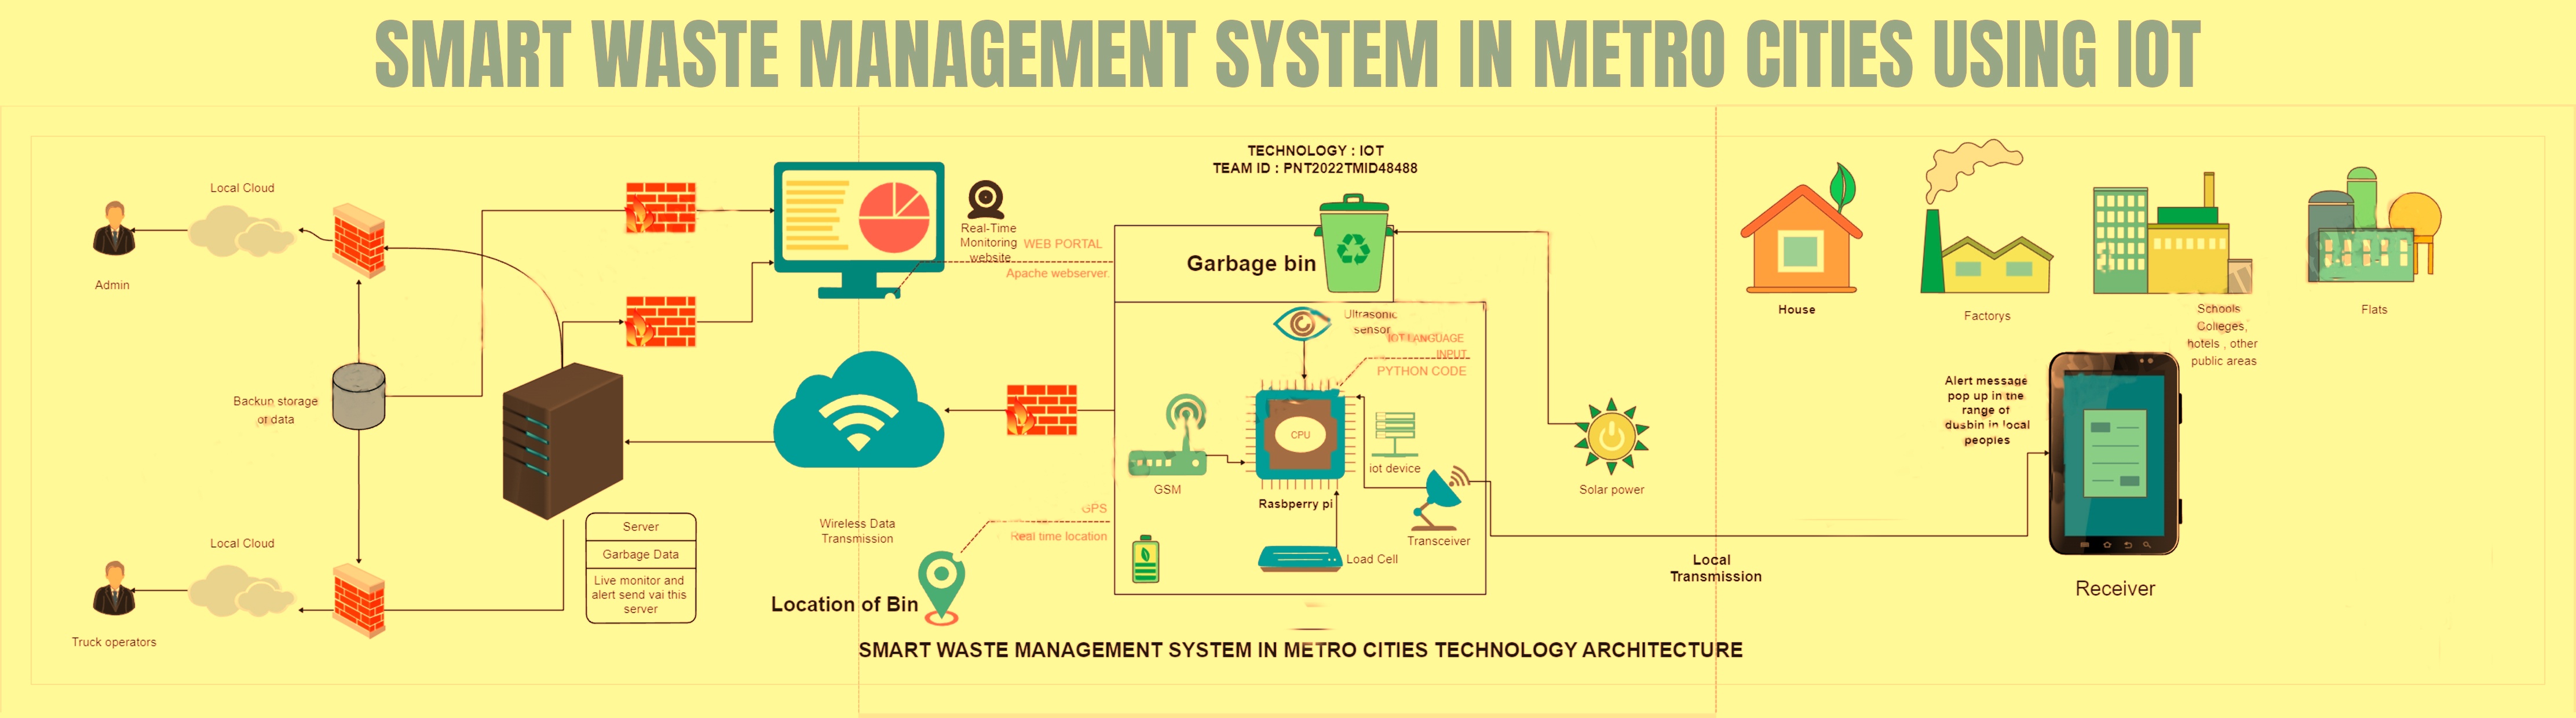 SMART WASTE MANAGEMENT SYSTEM IN METRO CITIES USING IOT
TECHNOLOGY : IOT
TEAM ID : PNT2022TMID48488
Local Cloud
Admin
Backup storage
of data
Local Cloud
Truck operators
Server
Garbage Data
Live monitor and
alert send vai this
server
Real-Time
Monitoring
website
WEB PORTAL
Apache webserver.
Wireless Data
Transmission
GPS
Real time location
Location of Bin
Garbage bin
Ultrasonic
sensor
IOT LANGUAGE
INPUT
PYTHON CODE
CPU
GSM
Rasbperry pi
iot device
Transceiver
Load Cell
Solar power
Local
Transmission
House
Factorys
Schools
Colleges,
hotels , other
public areas
Flats
Alert message
pop up in the
range of
dusbin in local
peoples
Receiver
SMART WASTE MANAGEMENT SYSTEM IN METRO CITIES TECHNOLOGY ARCHITECTURE